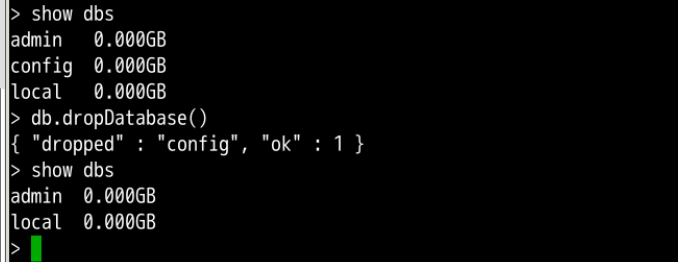 > show dbs
admin   0.000GB
config  0.000GB
local   0.000GB
> db.dropDatabase()
{ "dropped" : "config", "ok" : 1 }
> show dbs
admin  0.000GB
local  0.000GB
>